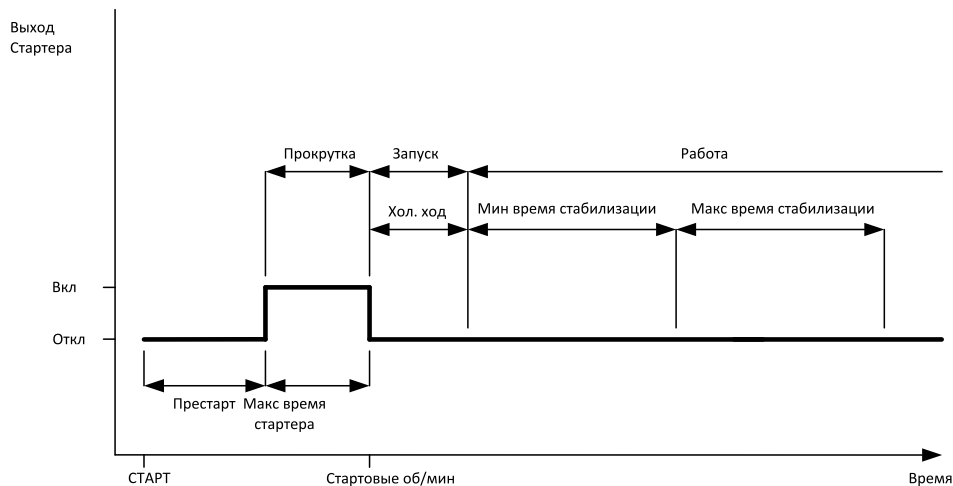 Выход
Стартера
Прокрутка
Запуск
Работа
Хол. ход
Мин время стабилизации
Макс время стабилизации
Вкл
Откл
Престарт
Макс время
стартера
СТАРТ
Стартовые об/мин
Время